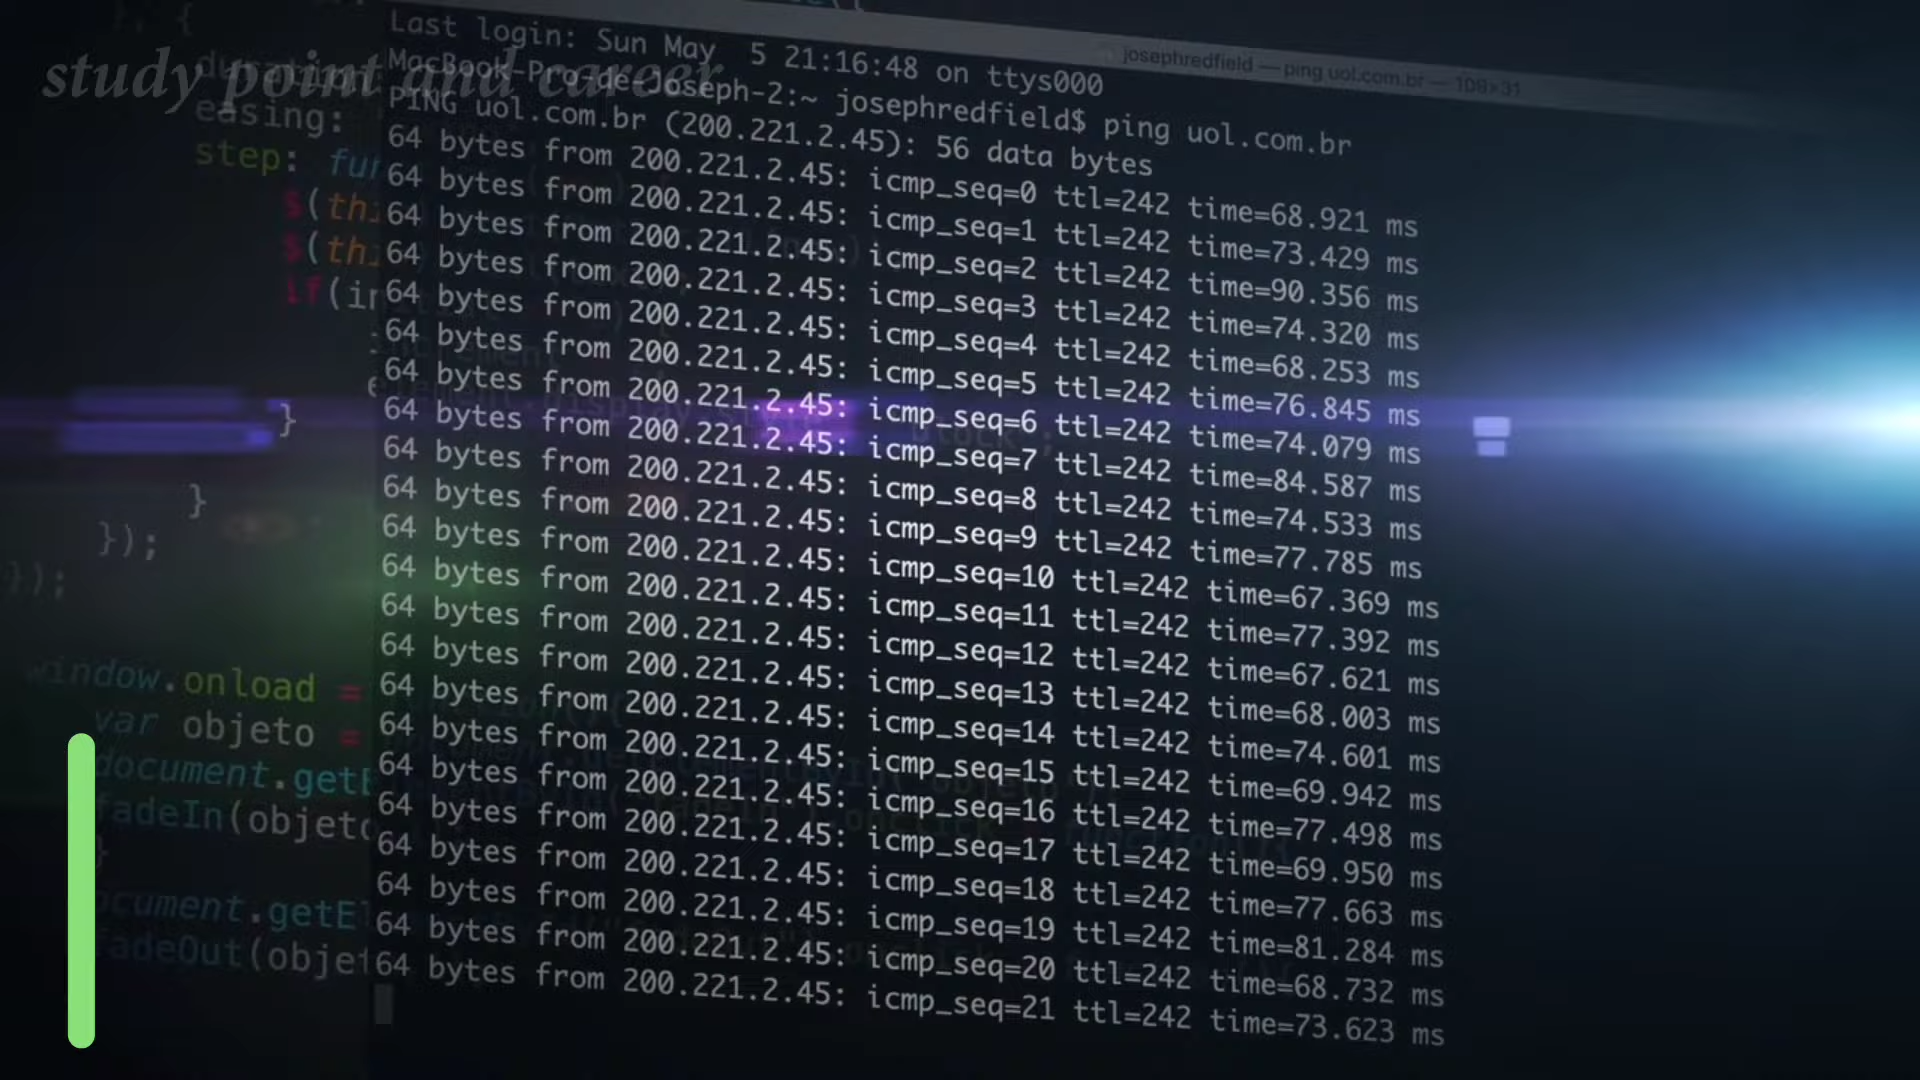 study point and career
josephredfield — ping uol.com.br — 109×31
Last login: Sun May  5 21:16:48 on ttys000
MacBook-Pro-de-Joseph-2:~ josephredfield$ ping uol.com.br
PING uol.com.br (200.221.2.45): 56 data bytes
64 bytes from 200.221.2.45: icmp_seq=0 ttl=242 time=68.921 ms
64 bytes from 200.221.2.45: icmp_seq=1 ttl=242 time=73.429 ms
64 bytes from 200.221.2.45: icmp_seq=2 ttl=242 time=90.356 ms
64 bytes from 200.221.2.45: icmp_seq=3 ttl=242 time=74.320 ms
64 bytes from 200.221.2.45: icmp_seq=4 ttl=242 time=68.253 ms
64 bytes from 200.221.2.45: icmp_seq=5 ttl=242 time=76.845 ms
64 bytes from 200.221.2.45: icmp_seq=6 ttl=242 time=74.079 ms
64 bytes from 200.221.2.45: icmp_seq=7 ttl=242 time=84.587 ms
64 bytes from 200.221.2.45: icmp_seq=8 ttl=242 time=74.533 ms
64 bytes from 200.221.2.45: icmp_seq=9 ttl=242 time=77.785 ms
64 bytes from 200.221.2.45: icmp_seq=10 ttl=242 time=67.369 ms
64 bytes from 200.221.2.45: icmp_seq=11 ttl=242 time=77.392 ms
64 bytes from 200.221.2.45: icmp_seq=12 ttl=242 time=67.621 ms
64 bytes from 200.221.2.45: icmp_seq=13 ttl=242 time=68.003 ms
64 bytes from 200.221.2.45: icmp_seq=14 ttl=242 time=74.601 ms
64 bytes from 200.221.2.45: icmp_seq=15 ttl=242 time=69.942 ms
64 bytes from 200.221.2.45: icmp_seq=16 ttl=242 time=77.498 ms
64 bytes from 200.221.2.45: icmp_seq=17 ttl=242 time=69.950 ms
64 bytes from 200.221.2.45: icmp_seq=18 ttl=242 time=77.663 ms
64 bytes from 200.221.2.45: icmp_seq=19 ttl=242 time=81.284 ms
64 bytes from 200.221.2.45: icmp_seq=20 ttl=242 time=68.732 ms
64 bytes from 200.221.2.45: icmp_seq=21 ttl=242 time=73.623 ms
easing:
step:
$(
$(
if(
}
}
});
});
window.onload =
var objeto =
document.
fadeIn(
}
fadeOut(